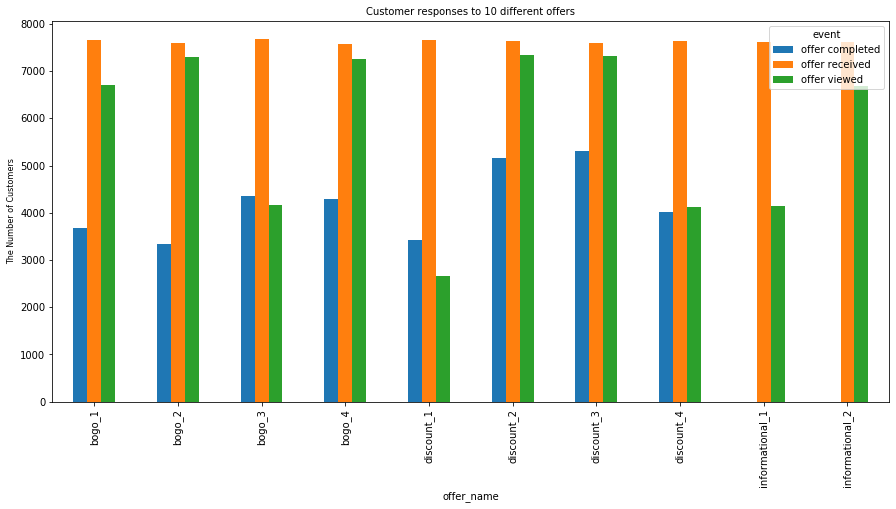 Customer responses to 10 different offers
event
offer completed
offer received
offer viewed
The Number of Customers
8000
7000
6000
5000
4000
3000
2000
1000
0
bogo_1
bogo_2
bogo_3
bogo_4
discount_1
discount_2
discount_3
discount_4
informational_1
informational_2
offer_name